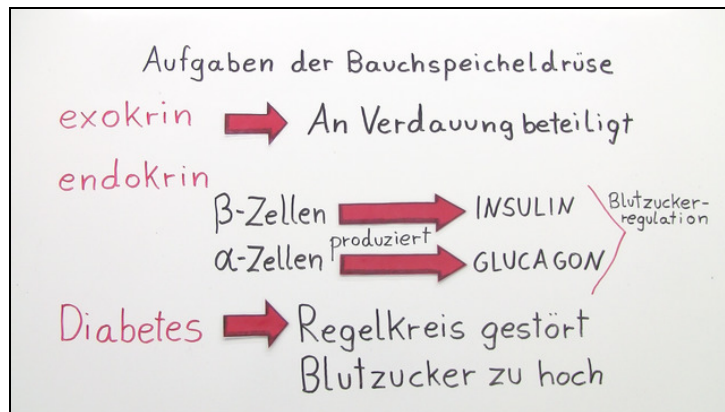 Aufgaben der Bauchspeicheldrüse
exokrin An Verdauung beteiligt
endokrin
β-Zellen INSULIN
produziert
α-Zellen GLUCAGON
Blutzucker-
regulation
Diabetes Regelkreis gestört
Blutzucker zu hoch